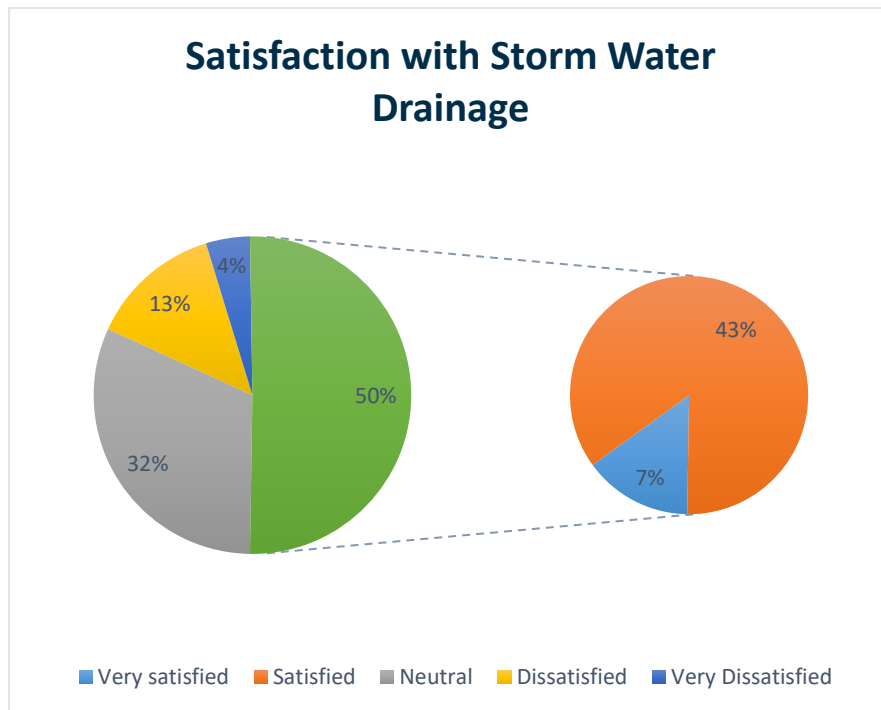 Satisfaction with Storm Water
Drainage
4%
13%
43%
50%
32%
7%
Very satisfied Satisfied Neutral Dissatisfied Very Dissatisfied